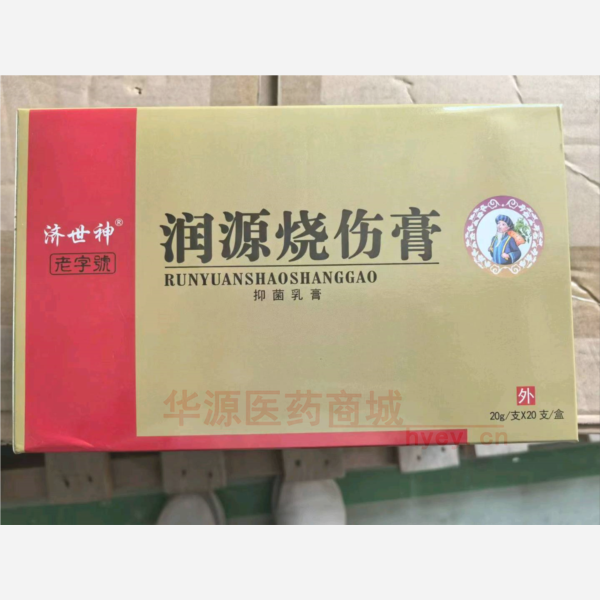 济世神®
老字號
润源烧伤膏
RUNYUANSHAOSHANGGAO
抑菌乳膏
外
20g/支X20支/盒
华源医药商城
hyey.cn